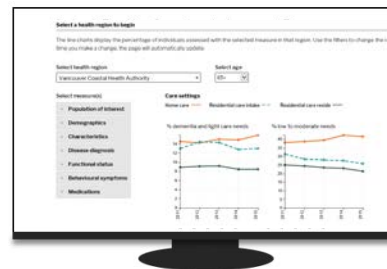 Select a health region to begin
The line charts display the percentage of individuals assessed with the selected measure in that region. Use the filters to change the
time you make a change, the page will automatically update.
Select health region
Select age
Vancouver Coastal Health Authority
65+
Select measure(s)
Care settings
Population of interest
Home care
Residential care intake
Residential care reside
Demographics
Characteristics
% dementia and light care needs
% low to moderate needs
Disease diagnosis
Functional status
Behavioural symptoms
Medications